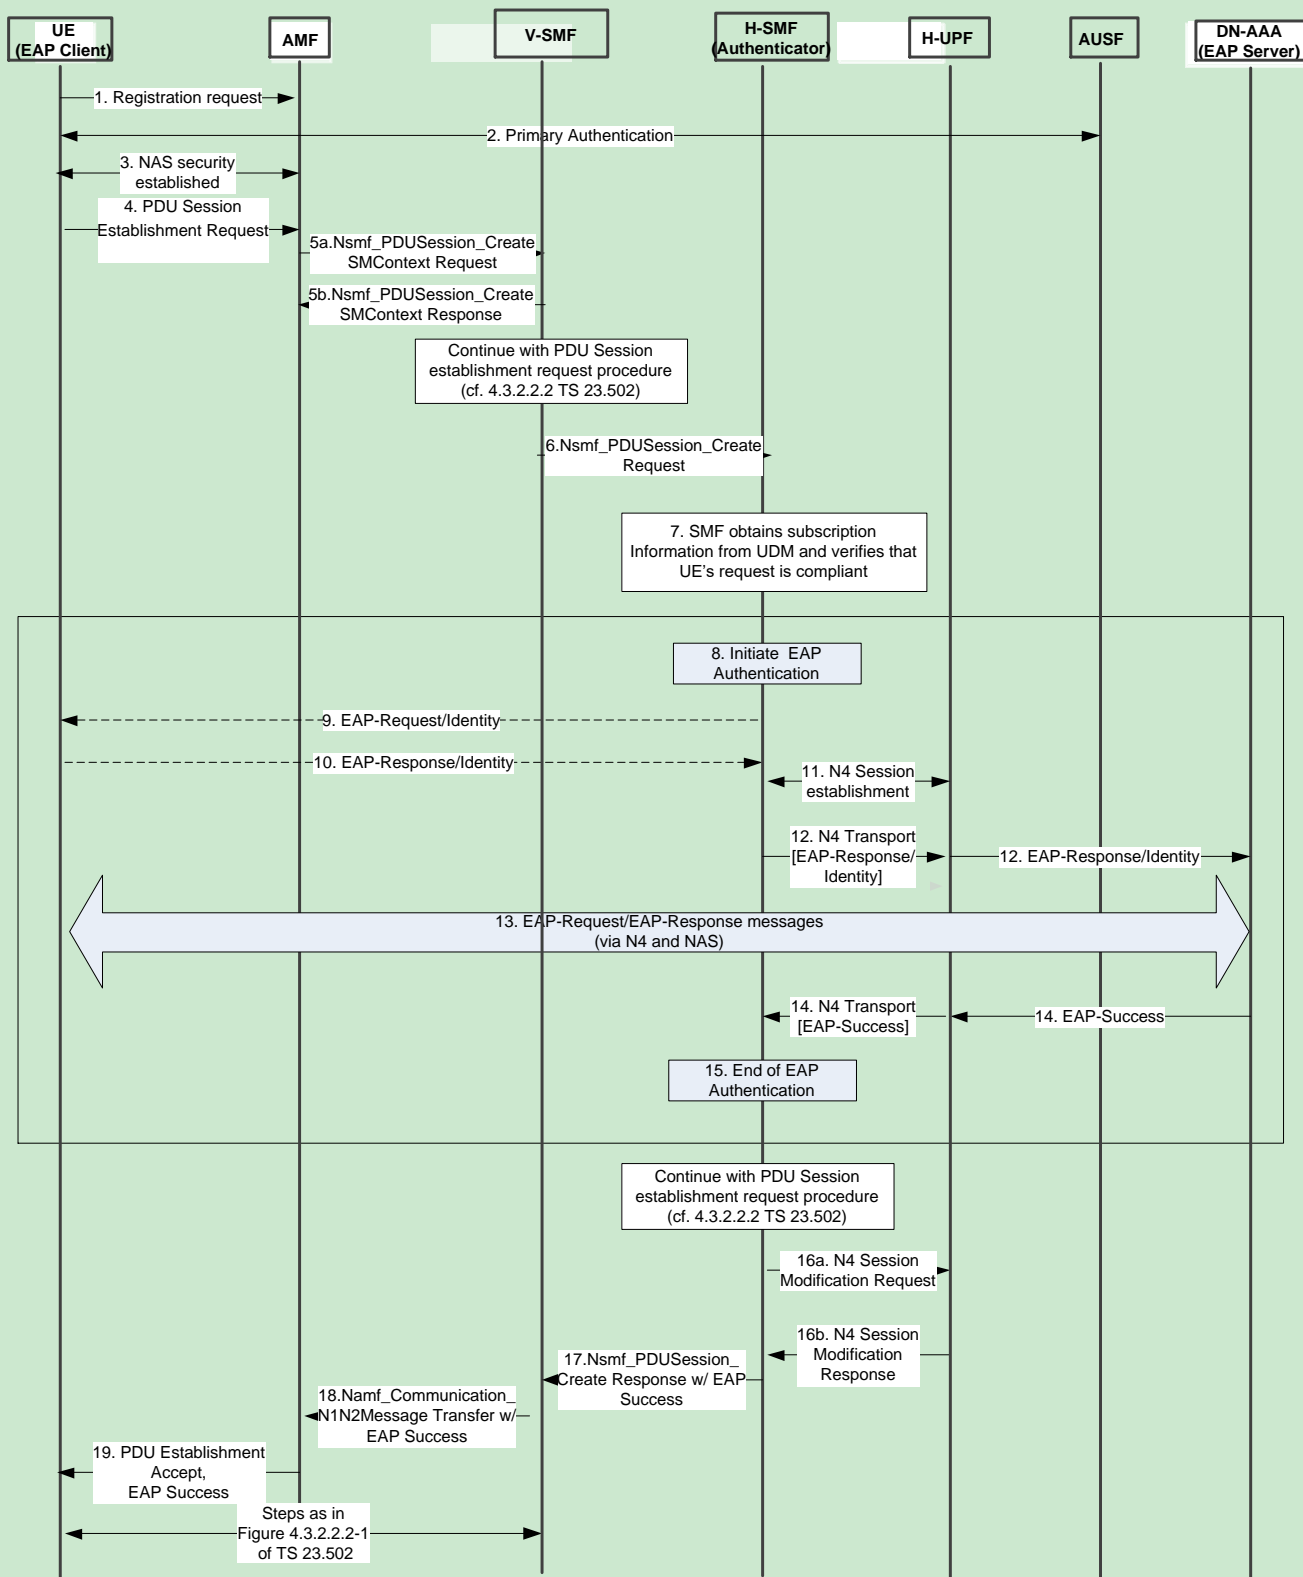 UE
(EAP Client)
AMF
V-SMF
H-SMF
(Authenticator)
H-UPF
AUSF
DN-AAA
(EAP Server)
1. Registration request
2. Primary Authentication
3. NAS security
established
4. PDU Session
Establishment Request
5a.Nsmf_PDUSession_Create
SMContext Request
5b.Nsmf_PDUSession_Create
SMContext Response
Continue with PDU Session
establishment request procedure
(cf. 4.3.2.2.2 TS 23.502)
6.Nsmf_PDUSession_Create
Request
7. SMF obtains subscription
Information from UDM and verifies that
UE's request is compliant
8. Initiate EAP
Authentication
9. EAP-Request/Identity
10. EAP-Response/Identity
11. N4 Session
establishment
12. N4 Transport
[EAP-Response/
Identity]
12. EAP-Response/Identity
13. EAP-Request/EAP-Response messages
(via N4 and NAS)
14. N4 Transport
[EAP-Success]
14. EAP-Success
15. End of EAP
Authentication
Continue with PDU Session
establishment request procedure
(cf. 4.3.2.2.2 TS 23.502)
16a. N4 Session
Modification Request
16b. N4 Session
Modification
Response
17.Nsmf_PDUSession_
Create Response w/ EAP
Success
18.Namf_Communication_
N1N2Message Transfer w/
EAP Success
19. PDU Establishment
Accept,
EAP Success
Steps as in
Figure 4.3.2.2.2-1
of TS 23.502